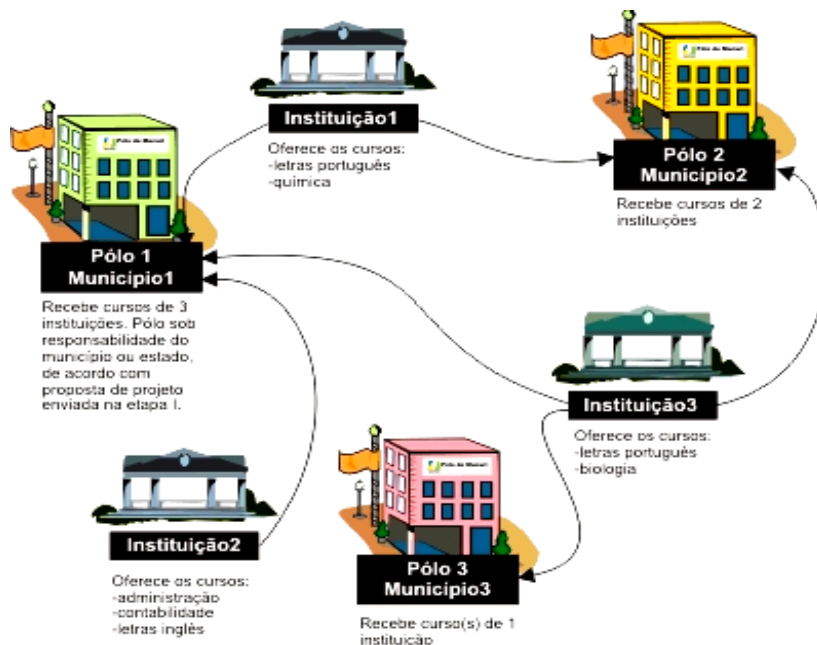 Instituição1
Oferece os cursos:
-letras português
-química
Pólo 2
Município2
Recebe cursos de 2
instituições
Pólo 1
Município1
Recebe cursos de 3
instituições. Pólo sob
responsabilidade do
município ou estado,
de acordo com
proposta de projeto
enviada na etapa I.
Instituição3
Oferece os cursos:
-letras português
-biologia
Instituição2
Oferece os cursos:
-administração
-contabilidade
-letras inglês
Pólo 3
Município3
Recebe curso(s) de 1
instituição